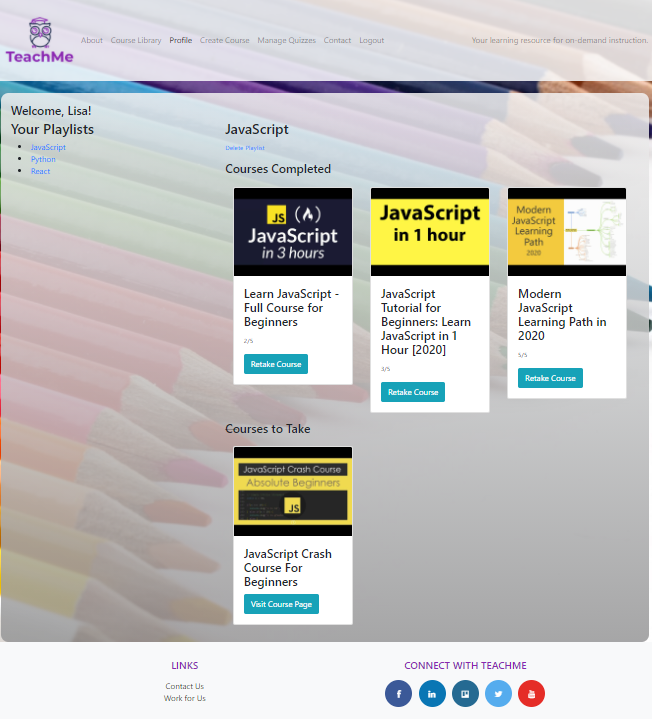 TeachMe
About Course Library Profile Create Course Manage Quizzes Contact Logout
Your learning resource for on-demand instruction.
Welcome, Lisa!
Your Playlists
JavaScript
Python
React
JavaScript
Delete Playlist
Courses Completed
JS
JavaScript
in 3 hours
Learn JavaScript -
Full Course for
Beginners
2/5
Retake Course
JavaScript
in 1 hour
JavaScript
Tutorial for
Beginners: Learn
JavaScript in 1
Hour [2020]
3/5
Retake Course
Modern
JavaScript
Learning
Path
2020
Modern
JavaScript
Learning Path in
2020
5/5
Retake Course
Courses to Take
JavaScript Crash Course
Absolute Beginners
JS
JavaScript Crash
Course For
Beginners
Visit Course Page
LINKS
Contact Us
Work for Us
CONNECT WITH TEACHME